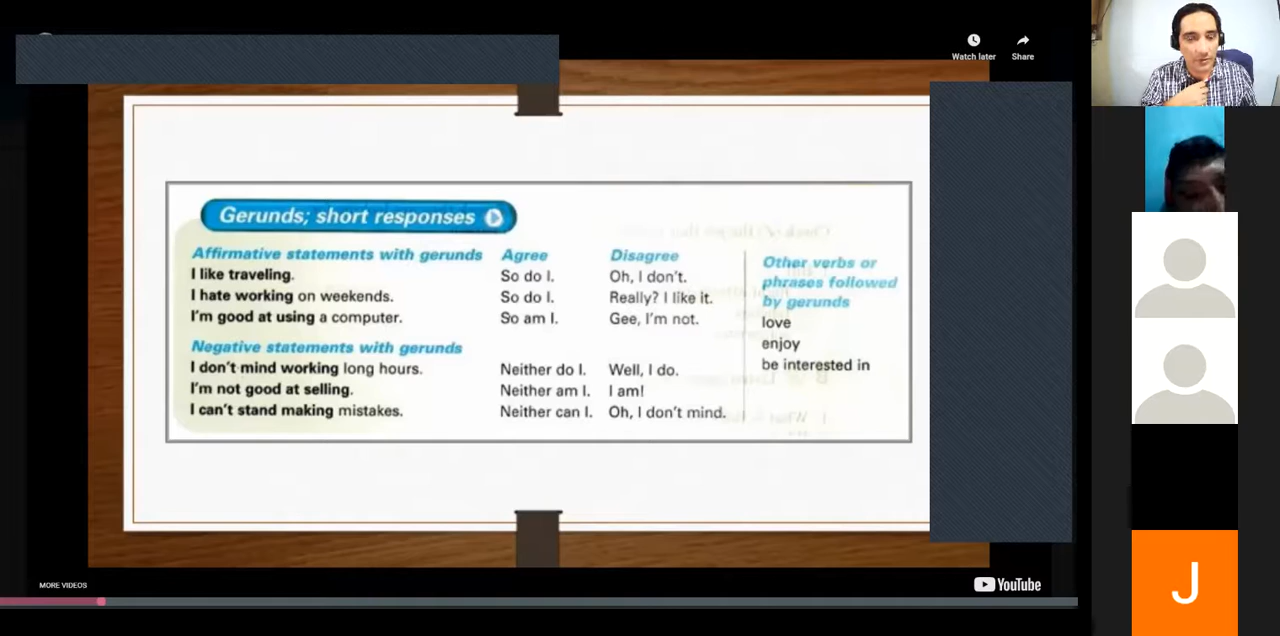 Watch later
Share
Gerunds; short responses
Affirmative statements with gerunds Agree Disagree
I like traveling. So do I. Oh, I don't.
I hate working on weekends. So do I. Really? I like it.
I'm good at using a computer. So am I. Gee, I'm not.
Negative statements with gerunds
I don't mind working long hours. Neither do I. Well, I do.
I'm not good at selling. Neither am I. I am!
I can't stand making mistakes. Neither can I. Oh, I don't mind.
Other verbs or
phrases followed
by gerunds
love
enjoy
be interested in
MORE VIDEOS
YouTube
J